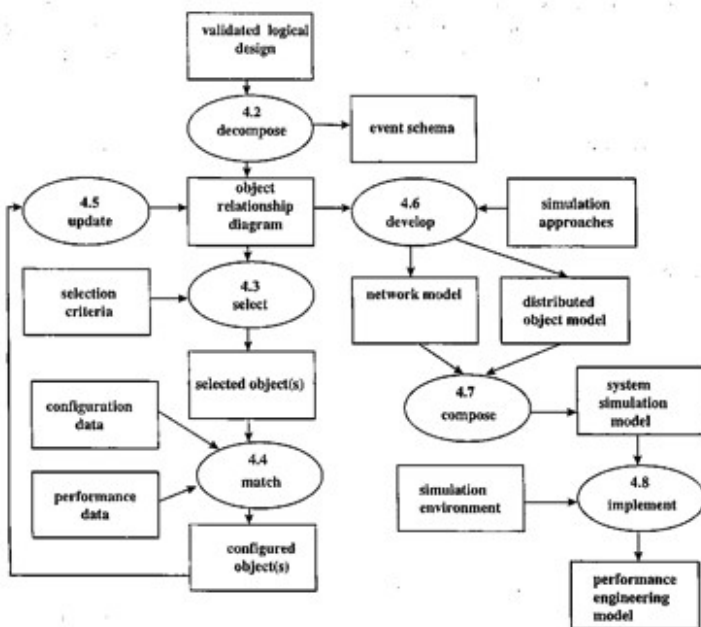 validated logical
design
4.2
decompose
event schema
4.5
update
object
relationship
diagram
4.6
develop
simulation
approaches
selection
criteria
4.3
select
network model
distributed
object model
selected object(s)
configuration
data
4.7
compose
system
simulation
model
4.4
match
performance
data
simulation
environment
4.8
implement
configured
object(s)
performance
engineering
model